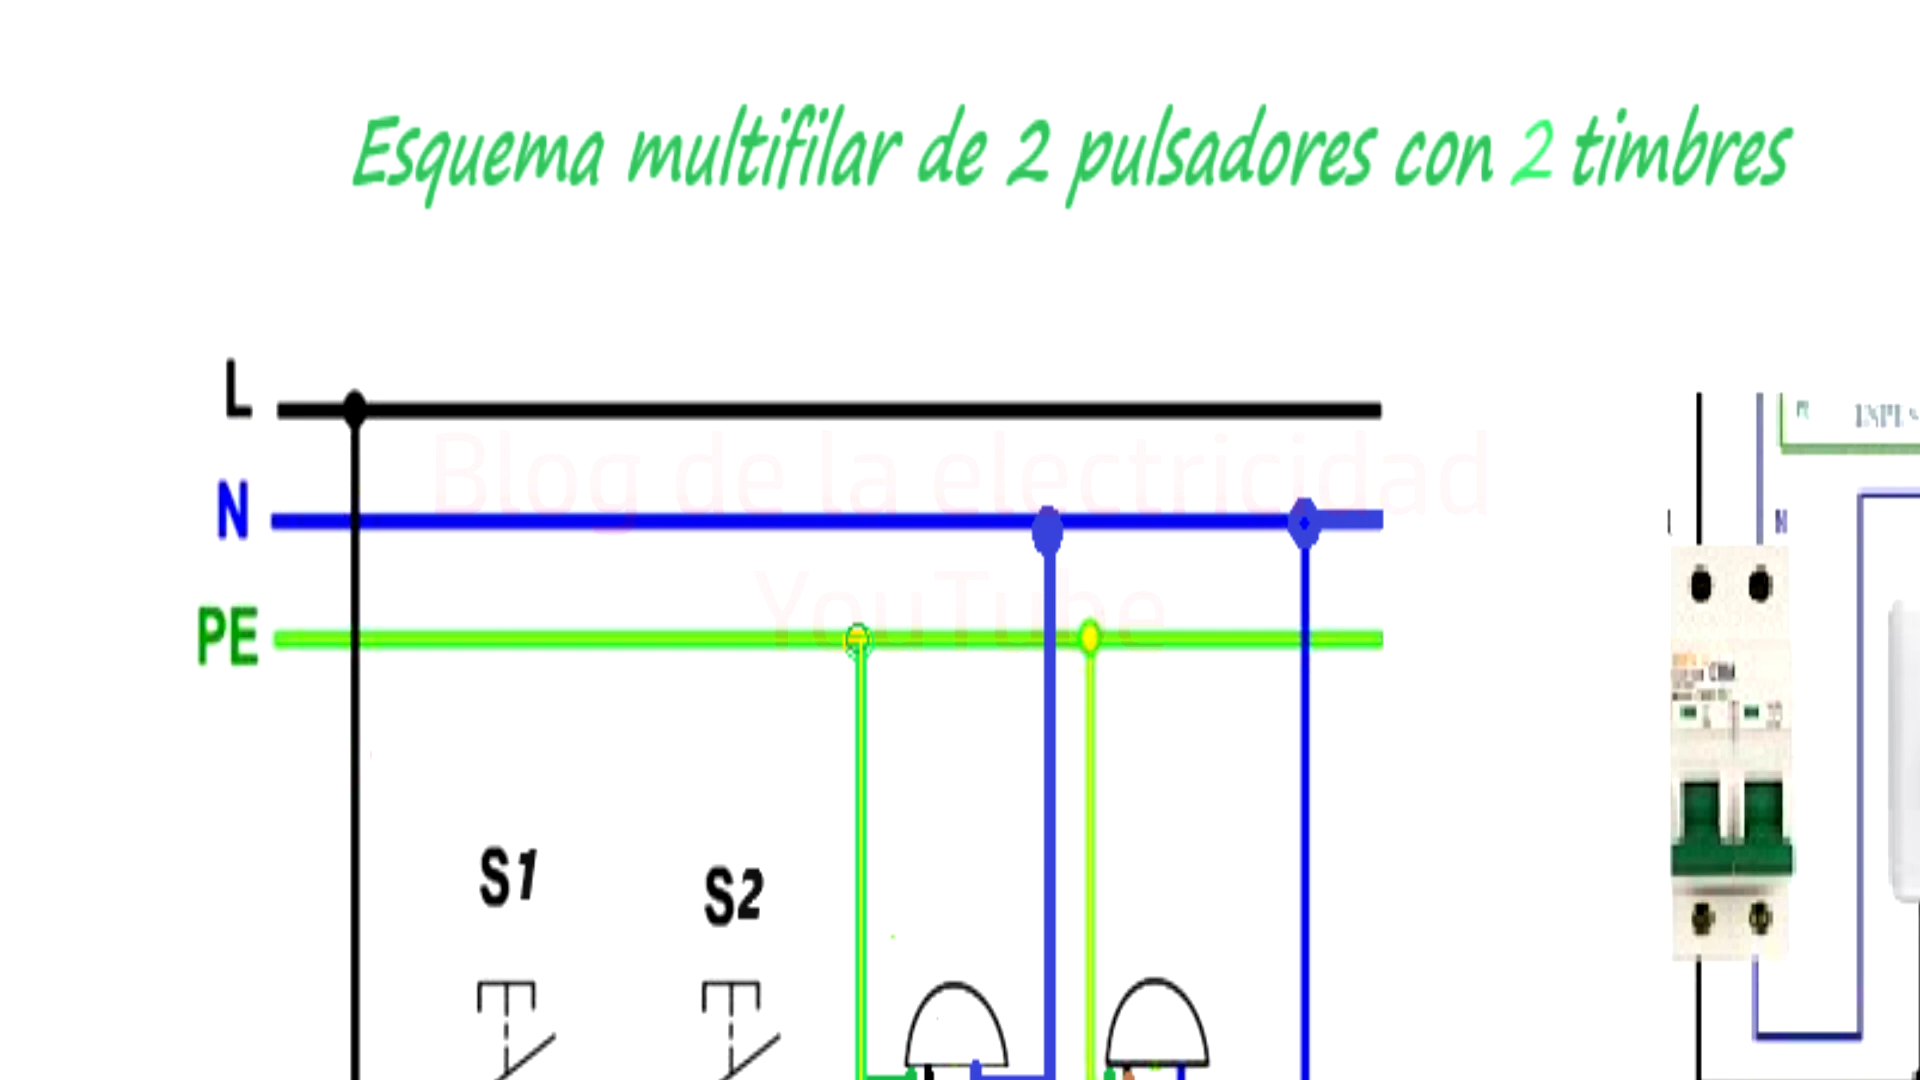 Esquema multifilar de 2 pulsadores con 2 timbres
L
Blog de la electricidad
N
YouTube
PE
N
S1
S2